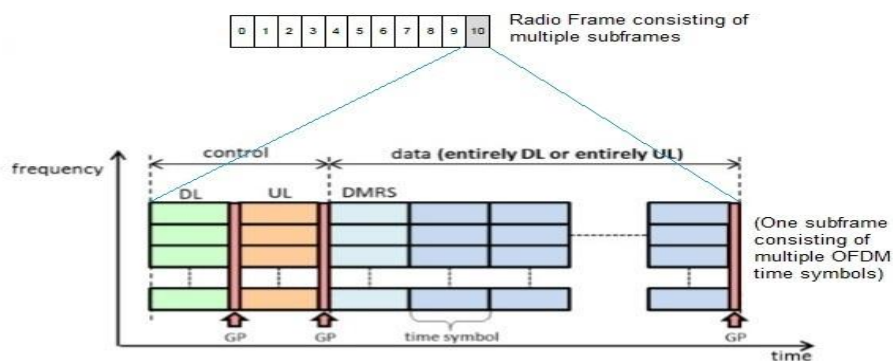 0 1 2 3 4 5 6 7 8 9 10
Radio Frame consisting of
multiple subframes
control
data (entirely DL or entirely UL)
frequency
DL
UL
DMRS
(One subframe
consisting of
multiple OFDM
time symbols)
GP
GP
time symbol
GP
time